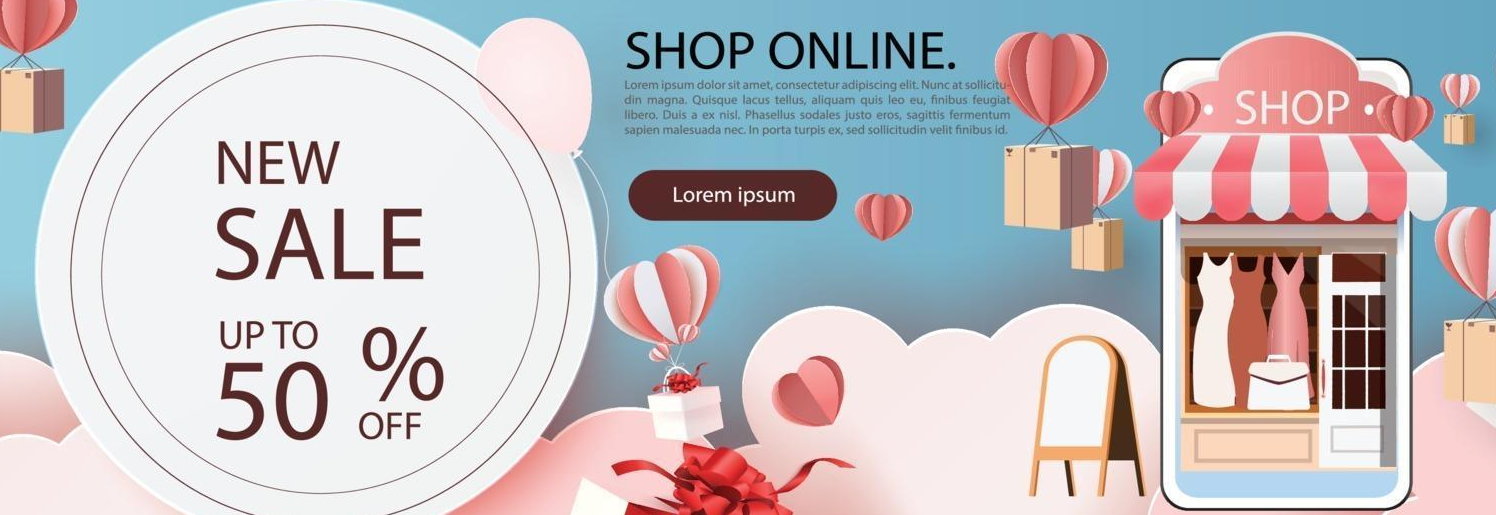 NEW
SALE
UP TO
50 %
OFF
SHOP ONLINE.
Lorem ipsum dolor sit amet, consectetur adipiscing elit. Nunc at sollicitu-
din magna. Quisque lacus tellus, aliquam quis leo eu, finibus feugiat
libero. Duis a ex nisl. Phasellus sodales justo eros, sagittis fermentum
sapien malesuada nec. In porta turpis ex, sed sollicitudin velit finibus id.
Lorem ipsum
SHOP